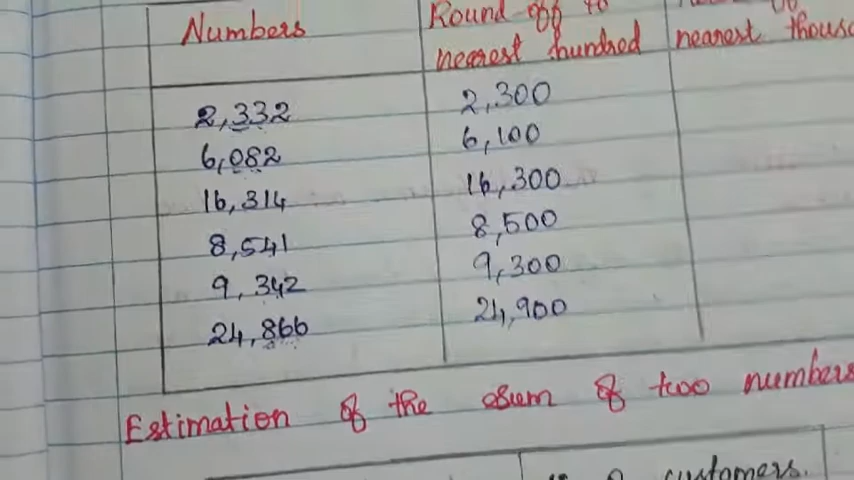 Numbers Round off to
nearest hundred nearest
2,332 2,300
6,082 6,100
16,314 16,300
8,541 8,500
9,342 9,300
24,866 24,900
Estimation of the sum of two numbers
customers.